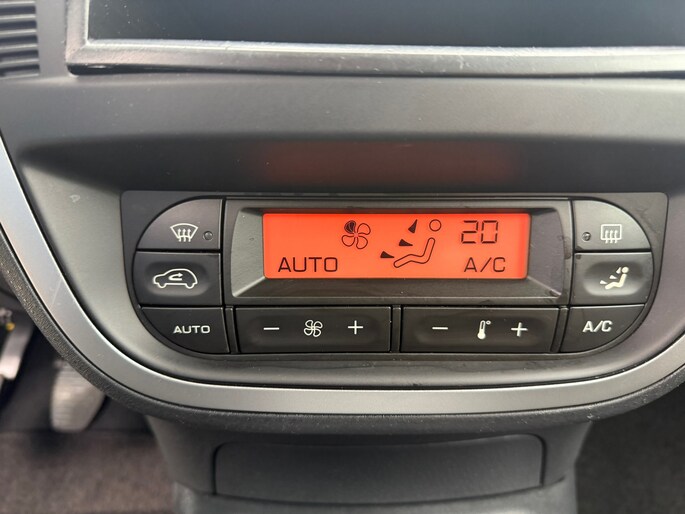 20
AUTO A/C
AUTO - + - + A/C